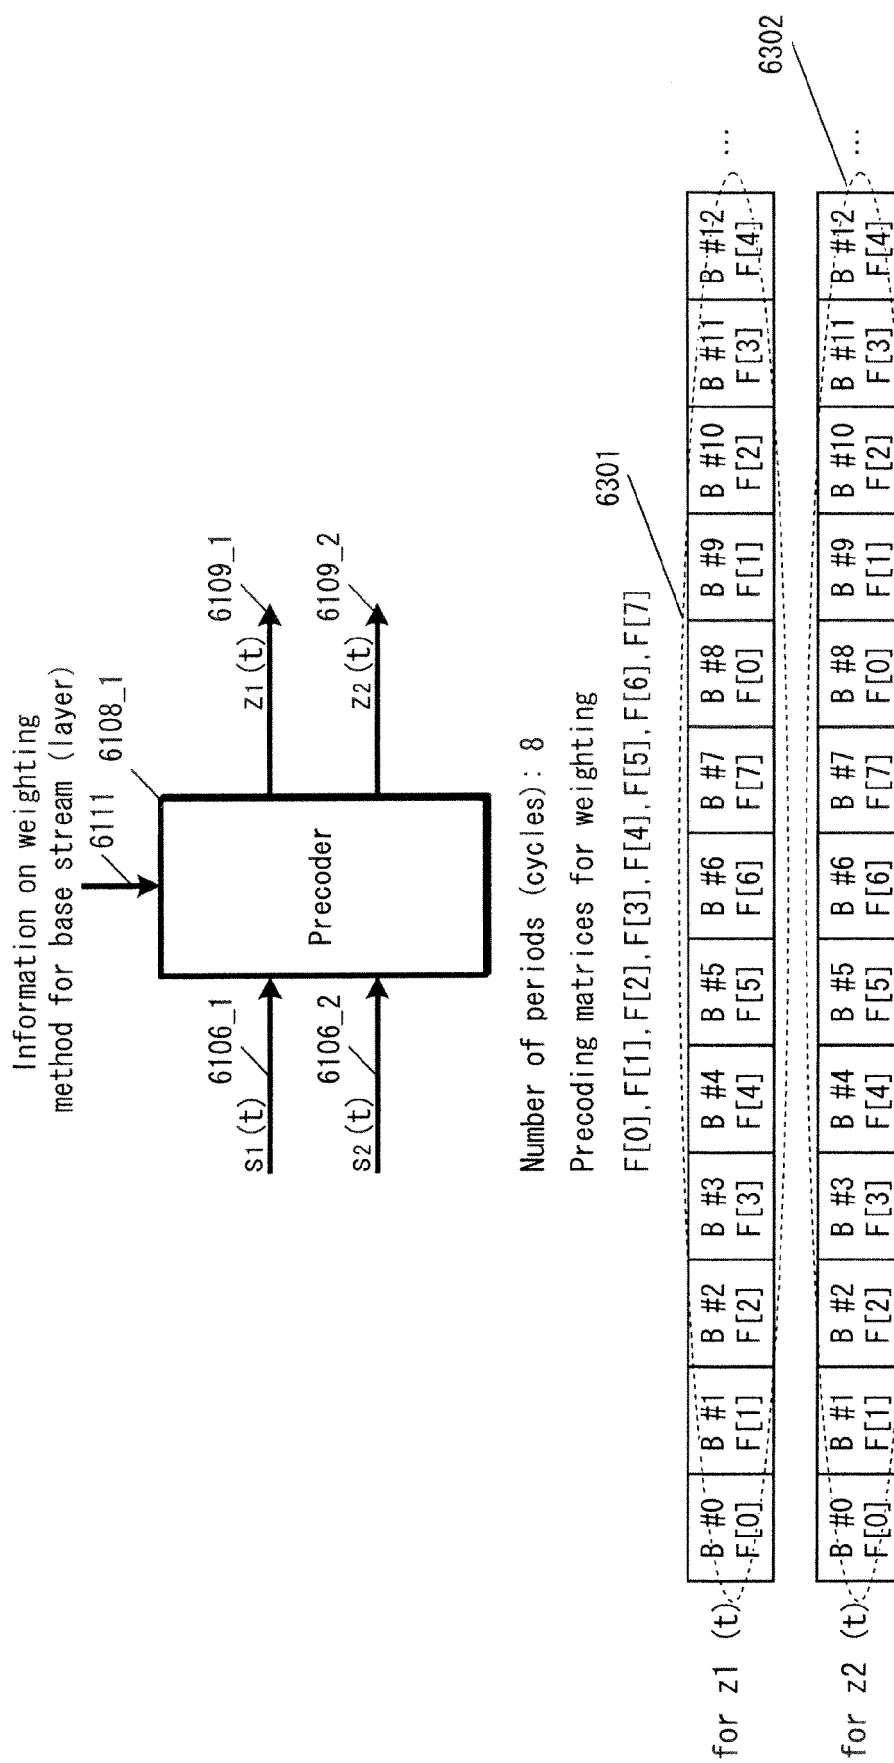 Information on weighting
method for base stream (layer)
6111
6108_1
s1(t)
6106_1
s2(t)
6106_2
Precoder
z1(t)
6109_1
z2(t)
6109_2
Number of periods (cycles): 8
Precoding matrices for weighting
F[0], F[1], F[2], F[3], F[4], F[5], F[6], F[7]
6301
for z1 (t)
B #0 B #1 B #2 B #3 B #4 B #5 B #6 B #7 B #8 B #9 B #10 B #11 B #12
F[0] F[1] F[2] F[3] F[4] F[5] F[6] F[7] F[0] F[1] F[2] F[3] F[4]
...
6302
for z2 (t)
B #0 B #1 B #2 B #3 B #4 B #5 B #6 B #7 B #8 B #9 B #10 B #11 B #12
F[0] F[1] F[2] F[3] F[4] F[5] F[6] F[7] F[0] F[1] F[2] F[3] F[4]
...